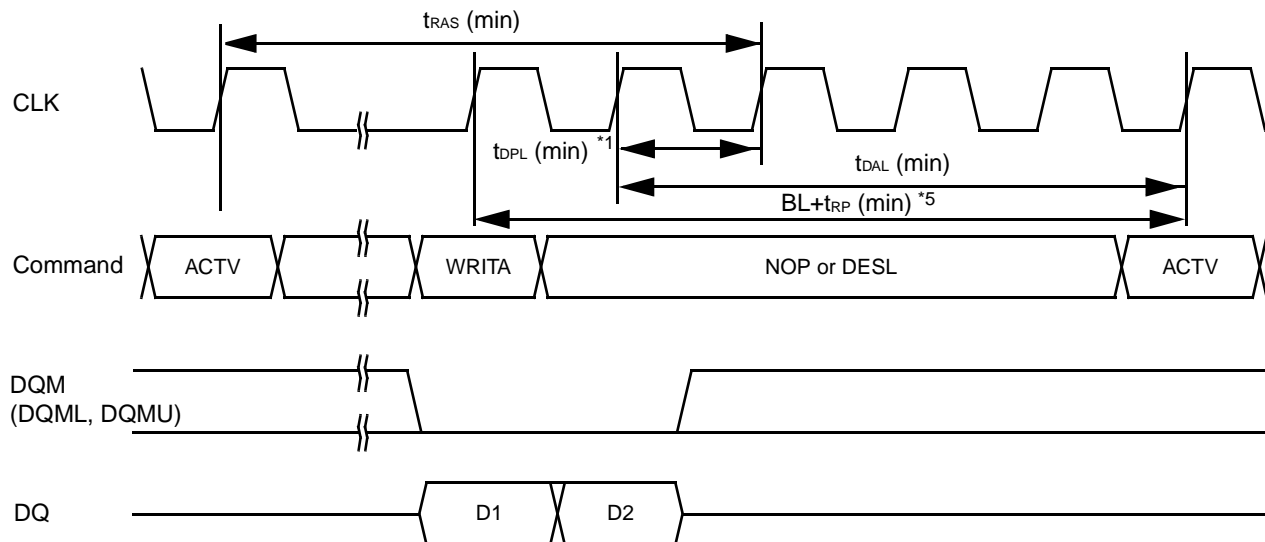 tRAS (min)
CLK
tDPL (min) *1
tDAL (min)
BL+tRP (min) *5
Command ACTV WRITA NOP or DESL ACTV
DQM
(DQML, DQMU)
DQ D1 D2